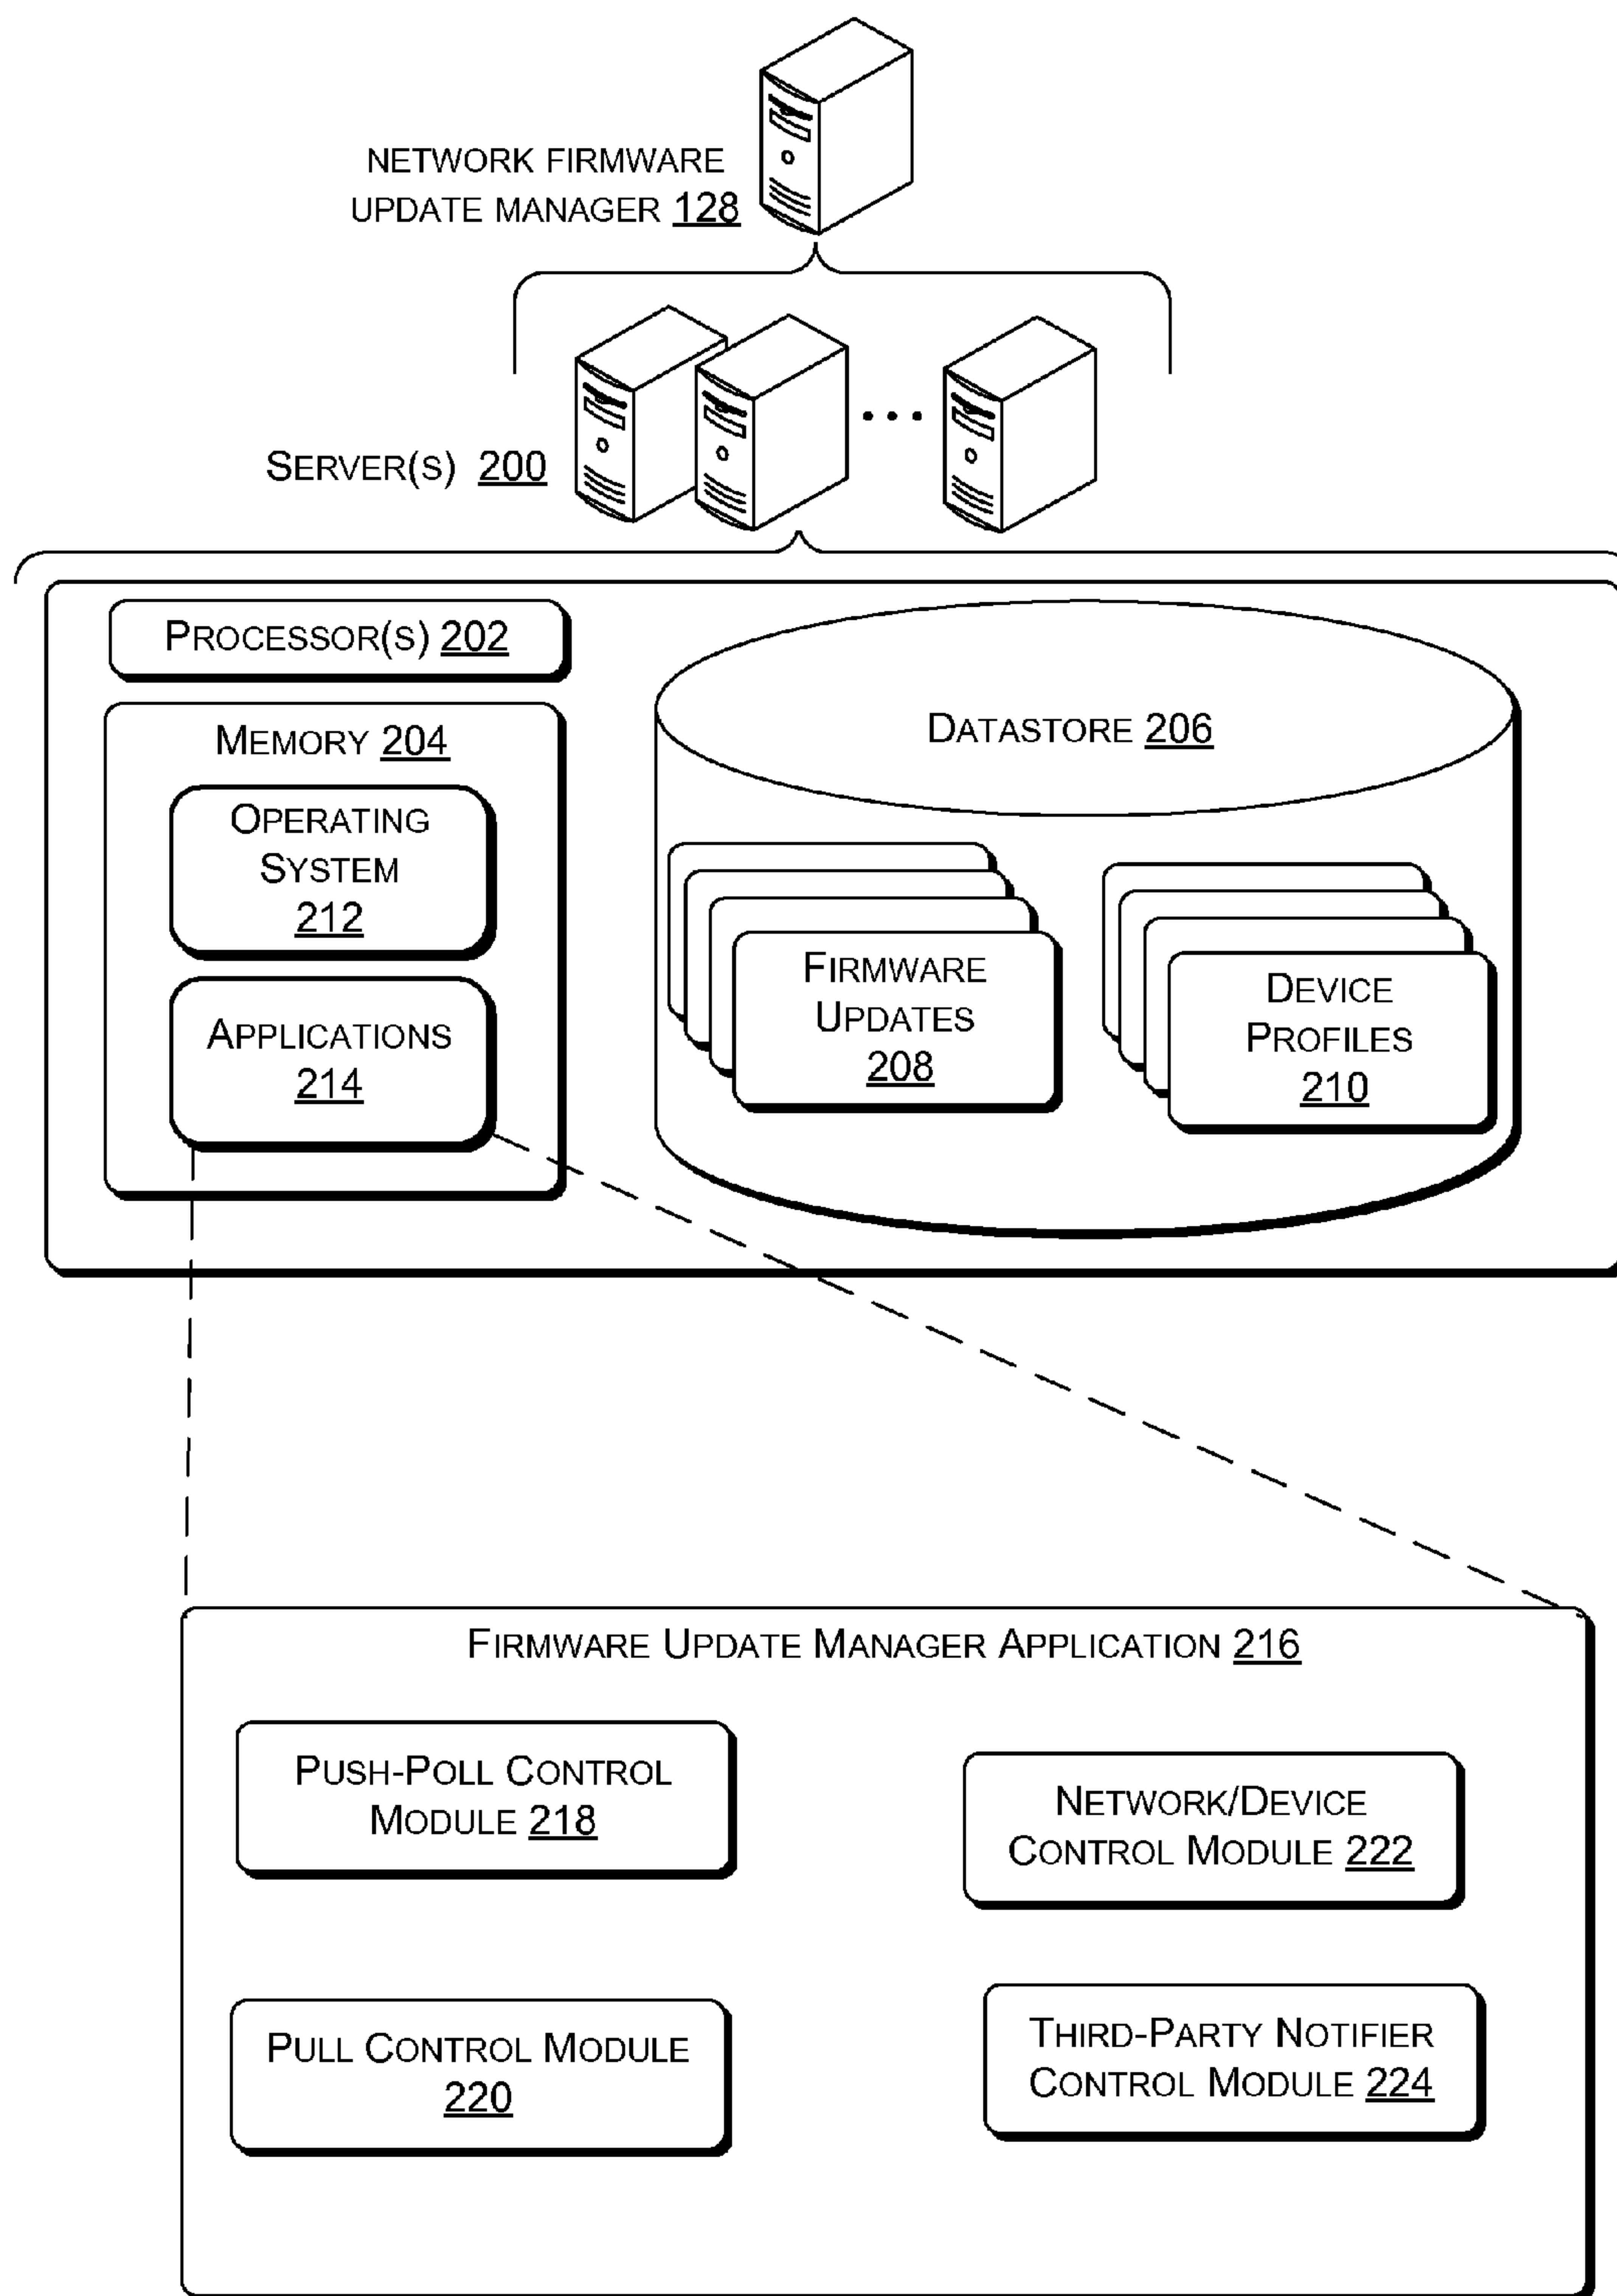 NETWORK FIRMWARE
UPDATE MANAGER 128
SERVER(S) 200
PROCESSOR(S) 202
MEMORY 204
OPERATING
SYSTEM
212
APPLICATIONS
214
DATASTORE 206
FIRMWARE
UPDATES
208
DEVICE
PROFILES
210
FIRMWARE UPDATE MANAGER APPLICATION 216
PUSH-POLL CONTROL
MODULE 218
NETWORK/DEVICE
CONTROL MODULE 222
PULL CONTROL MODULE
220
THIRD-PARTY NOTIFIER
CONTROL MODULE 224